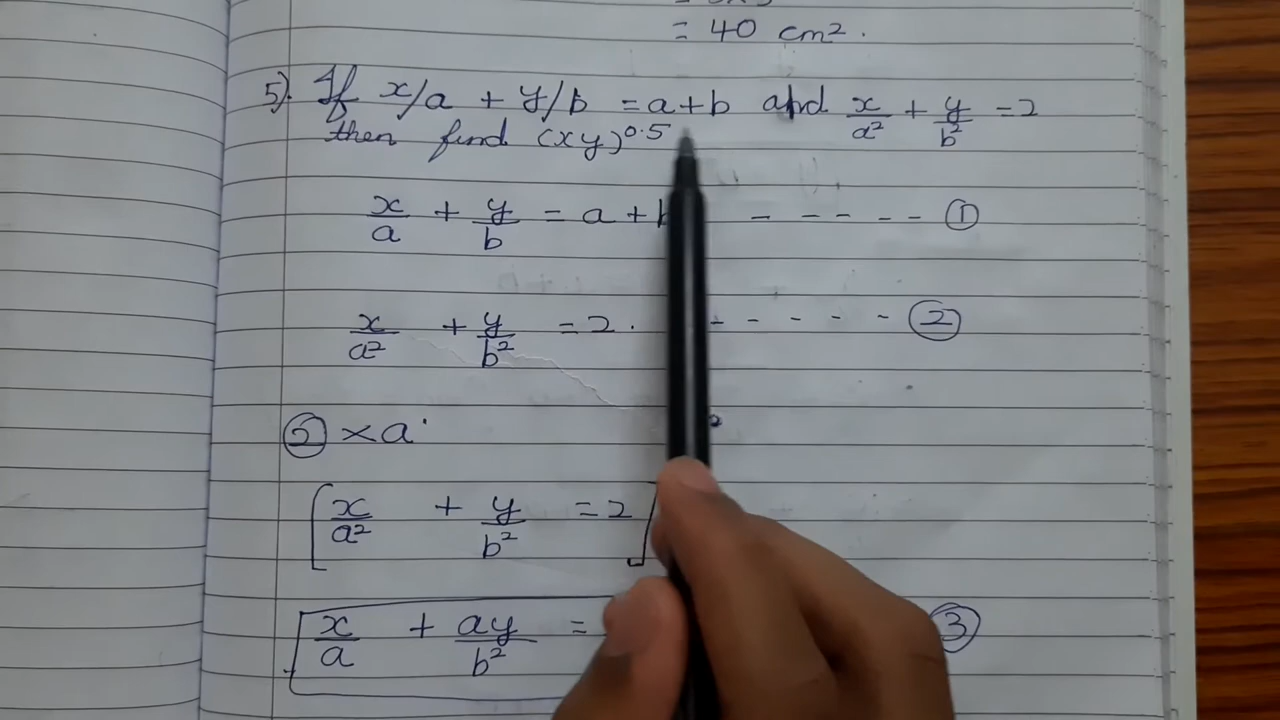 = 40 cm².
5). If x/a + y/b = a+b and x/a² + y/b² = 2
then find (xy)^0.5
x/a + y/b = a + b - - - - - ①
x/a² + y/b² = 2. - - - - - ②
② × a
[x/a² + y/b² = 2]
x/a + ay/b² = ③